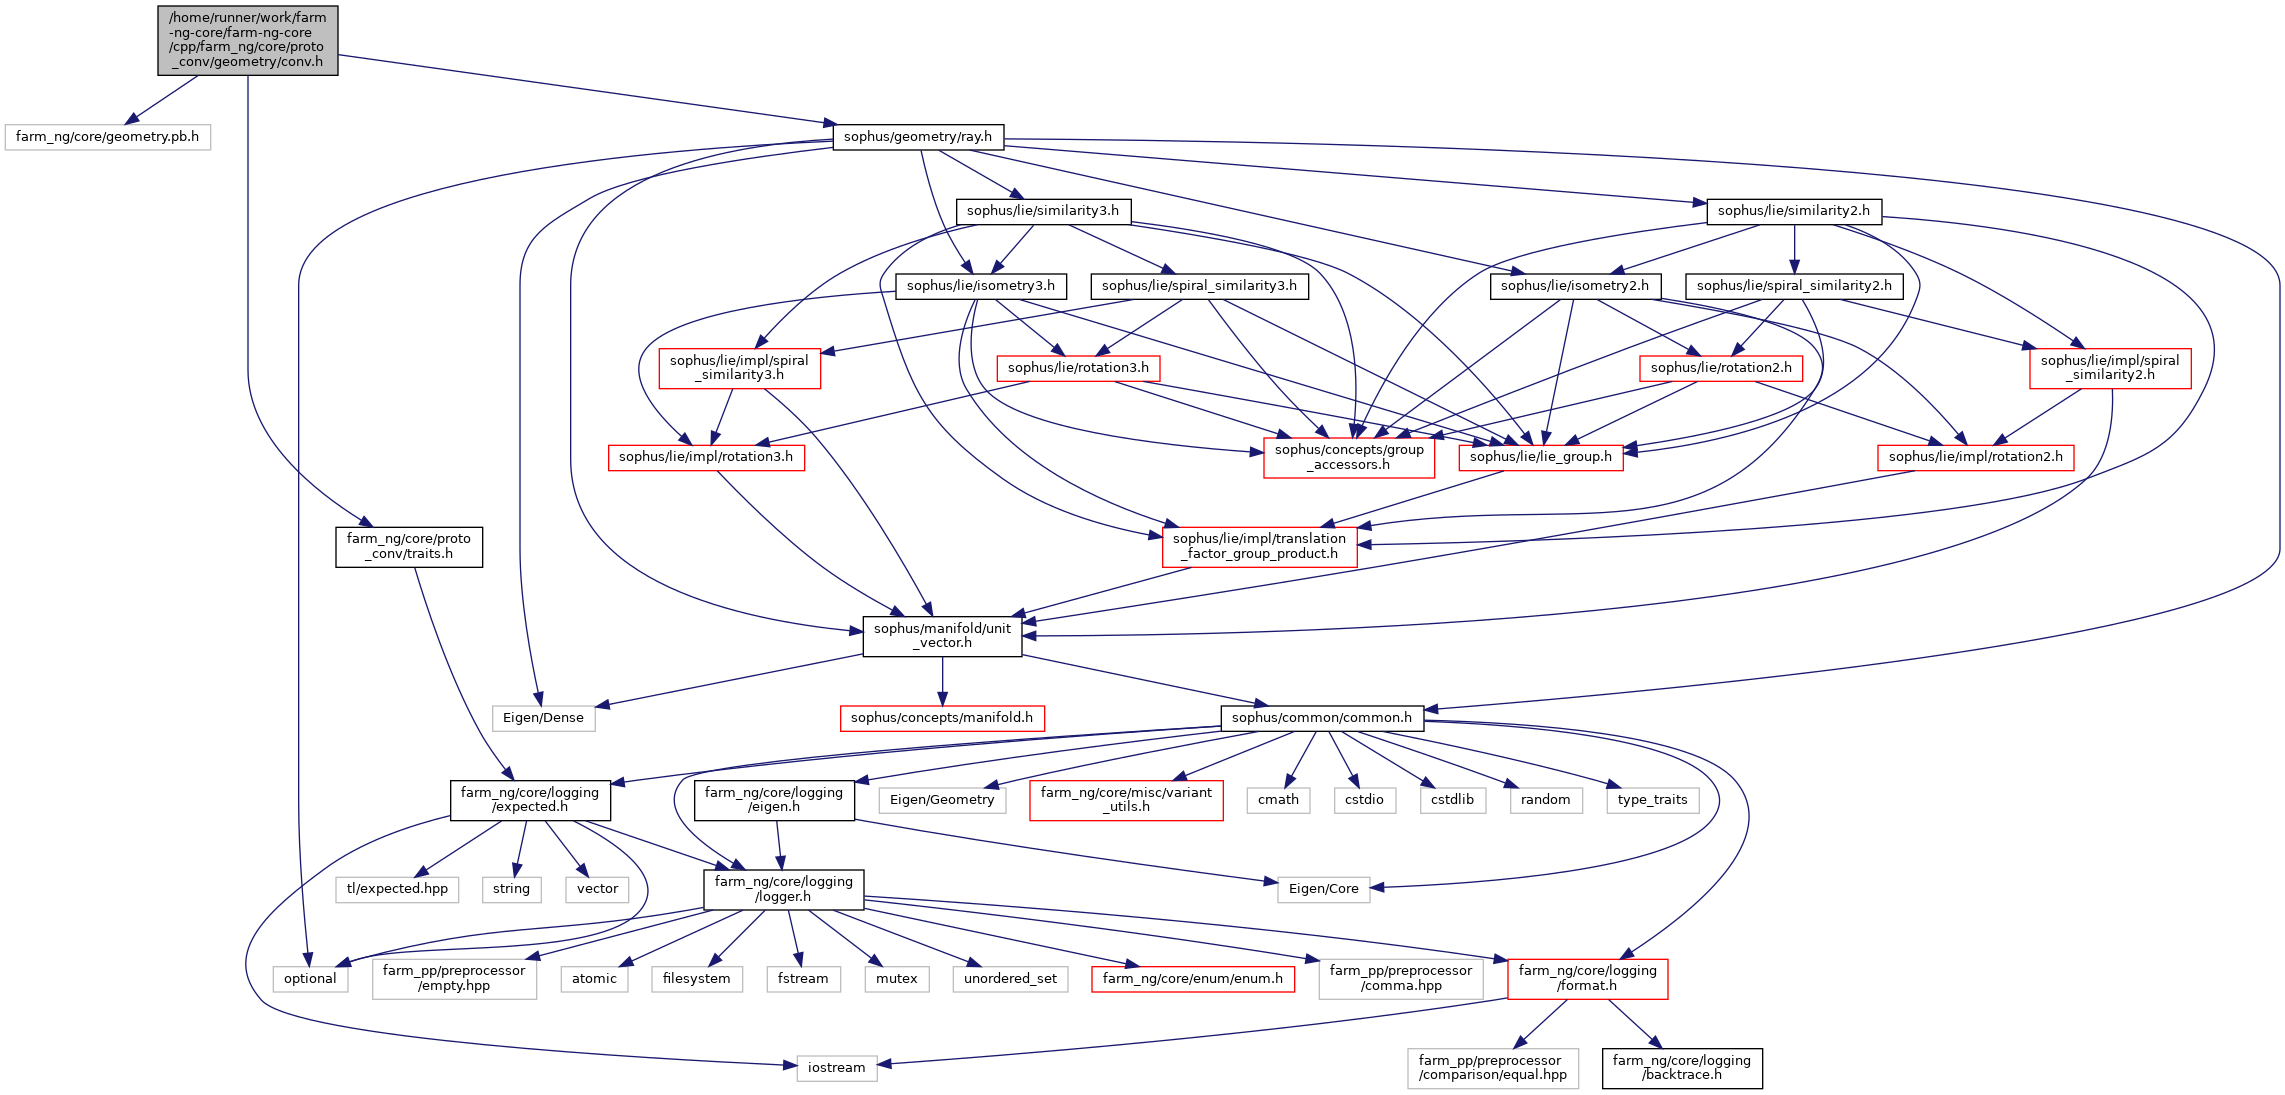 /home/runner/work/farm
-ng-core/farm-ng-core
/cpp/farm_ng/core/proto
_conv/geometry/conv.h
farm_ng/core/geometry.pb.h
sophus/geometry/ray.h
sophus/lie/similarity3.h
sophus/lie/similarity2.h
sophus/lie/isometry3.h
sophus/lie/spiral_similarity3.h
sophus/lie/isometry2.h
sophus/lie/spiral_similarity2.h
sophus/lie/impl/spiral
_similarity3.h
sophus/lie/rotation3.h
sophus/lie/rotation2.h
sophus/lie/impl/spiral
_similarity2.h
sophus/lie/impl/rotation3.h
sophus/concepts/group
_accessors.h
sophus/lie/lie_group.h
sophus/lie/impl/rotation2.h
farm_ng/core/proto
_conv/traits.h
sophus/lie/impl/translation
_factor_group_product.h
sophus/manifold/unit
_vector.h
Eigen/Dense
sophus/concepts/manifold.h
sophus/common/common.h
farm_ng/core/logging
/expected.h
farm_ng/core/logging
/eigen.h
Eigen/Geometry
farm_ng/core/misc/variant
_utils.h
cmath
cstdio
cstdlib
random
type_traits
tl/expected.hpp
string
vector
farm_ng/core/logging
/logger.h
Eigen/Core
optional
farm_pp/preprocessor
/empty.hpp
atomic
filesystem
fstream
mutex
unordered_set
farm_ng/core/enum/enum.h
farm_pp/preprocessor
/comma.hpp
farm_ng/core/logging
/format.h
iostream
farm_pp/preprocessor
/comparison/equal.hpp
farm_ng/core/logging
/backtrace.h